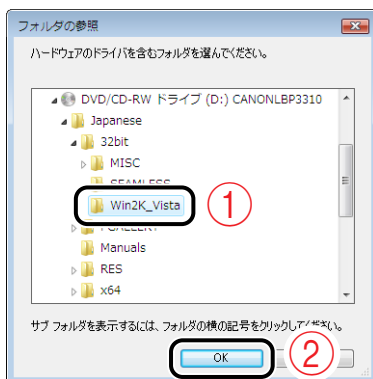 フォルダの参照
ハードウェアのドライバを含むフォルダを選んでください。
DVD/CD-RW ドライブ (D:) CANONLBP3310
Japanese
32bit
MISC
Win2K_Vista
①
Manuals
RES
x64
サブ フォルダを表示するには、フォルダの横の記号をクリックしてください。
OK
②